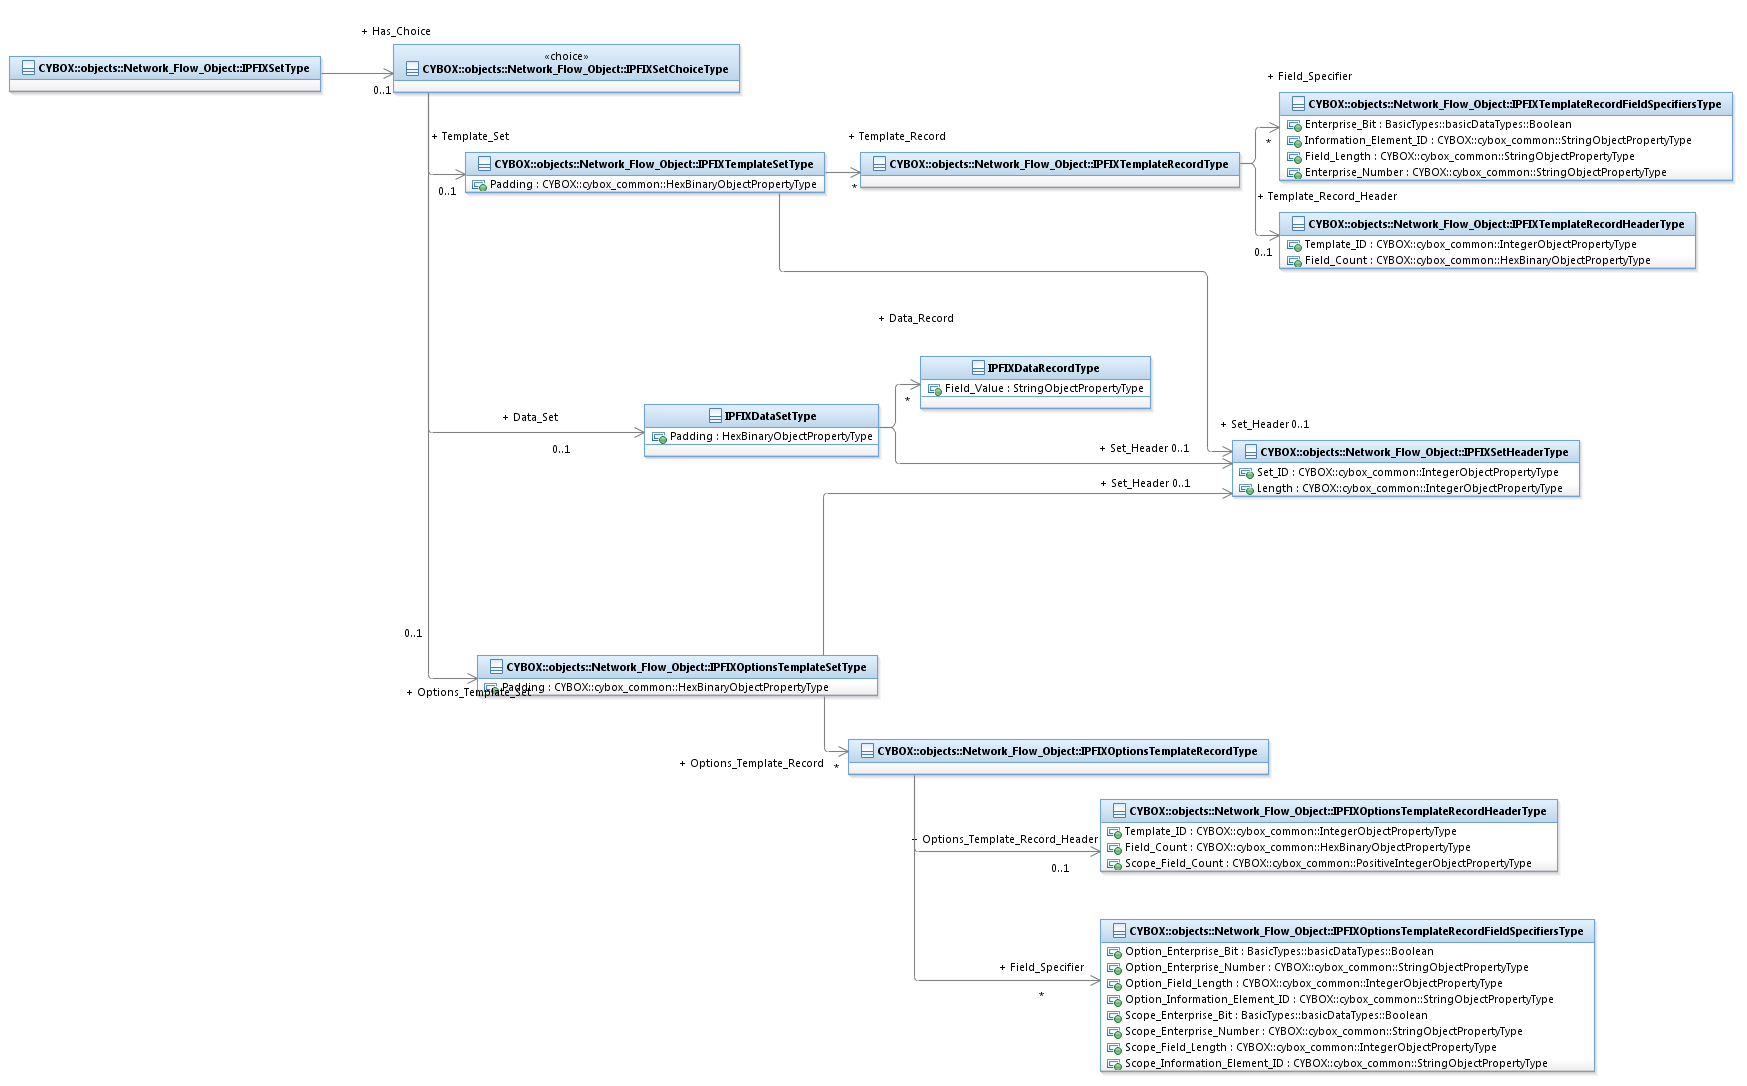 + Has_Choice
CYBOX::objects::Network_Flow_Object::IPFIXSetType
«choice»
CYBOX::objects::Network_Flow_Object::IPFIXSetChoiceType
0..1
+ Field_Specifier
CYBOX::objects::Network_Flow_Object::IPFIXTemplateRecordFieldSpecifiersType
Enterprise_Bit : BasicTypes::basicDataTypes::Boolean
Information_Element_ID : CYBOX::cybox_common::StringObjectPropertyType
Field_Length : CYBOX::cybox_common::StringObjectPropertyType
Enterprise_Number : CYBOX::cybox_common::StringObjectPropertyType
*
+ Template_Set
CYBOX::objects::Network_Flow_Object::IPFIXTemplateSetType
Padding : CYBOX::cybox_common::HexBinaryObjectPropertyType
0..1
+ Template_Record
CYBOX::objects::Network_Flow_Object::IPFIXTemplateRecordType
*
+ Template_Record_Header
CYBOX::objects::Network_Flow_Object::IPFIXTemplateRecordHeaderType
Template_ID : CYBOX::cybox_common::IntegerObjectPropertyType
Field_Count : CYBOX::cybox_common::HexBinaryObjectPropertyType
0..1
+ Data_Record
IPFIXDataRecordType
Field_Value : StringObjectPropertyType
*
+ Data_Set
0..1
IPFIXDataSetType
Padding : HexBinaryObjectPropertyType
+ Set_Header 0..1
+ Set_Header 0..1
+ Set_Header 0..1
CYBOX::objects::Network_Flow_Object::IPFIXSetHeaderType
Set_ID : CYBOX::cybox_common::IntegerObjectPropertyType
Length : CYBOX::cybox_common::IntegerObjectPropertyType
0..1
CYBOX::objects::Network_Flow_Object::IPFIXOptionsTemplateSetType
Padding : CYBOX::cybox_common::HexBinaryObjectPropertyType
+ Options_Template_Set
CYBOX::objects::Network_Flow_Object::IPFIXOptionsTemplateRecordType
+ Options_Template_Record
*
CYBOX::objects::Network_Flow_Object::IPFIXOptionsTemplateRecordHeaderType
Template_ID : CYBOX::cybox_common::IntegerObjectPropertyType
Field_Count : CYBOX::cybox_common::HexBinaryObjectPropertyType
Scope_Field_Count : CYBOX::cybox_common::PositiveIntegerObjectPropertyType
+ Options_Template_Record_Header
0..1
CYBOX::objects::Network_Flow_Object::IPFIXOptionsTemplateRecordFieldSpecifiersType
Option_Enterprise_Bit : BasicTypes::basicDataTypes::Boolean
Option_Enterprise_Number : CYBOX::cybox_common::StringObjectPropertyType
Option_Field_Length : CYBOX::cybox_common::IntegerObjectPropertyType
Option_Information_Element_ID : CYBOX::cybox_common::StringObjectPropertyType
Scope_Enterprise_Bit : BasicTypes::basicDataTypes::Boolean
Scope_Enterprise_Number : CYBOX::cybox_common::StringObjectPropertyType
Scope_Field_Length : CYBOX::cybox_common::IntegerObjectPropertyType
Scope_Information_Element_ID : CYBOX::cybox_common::StringObjectPropertyType
+ Field_Specifier
*